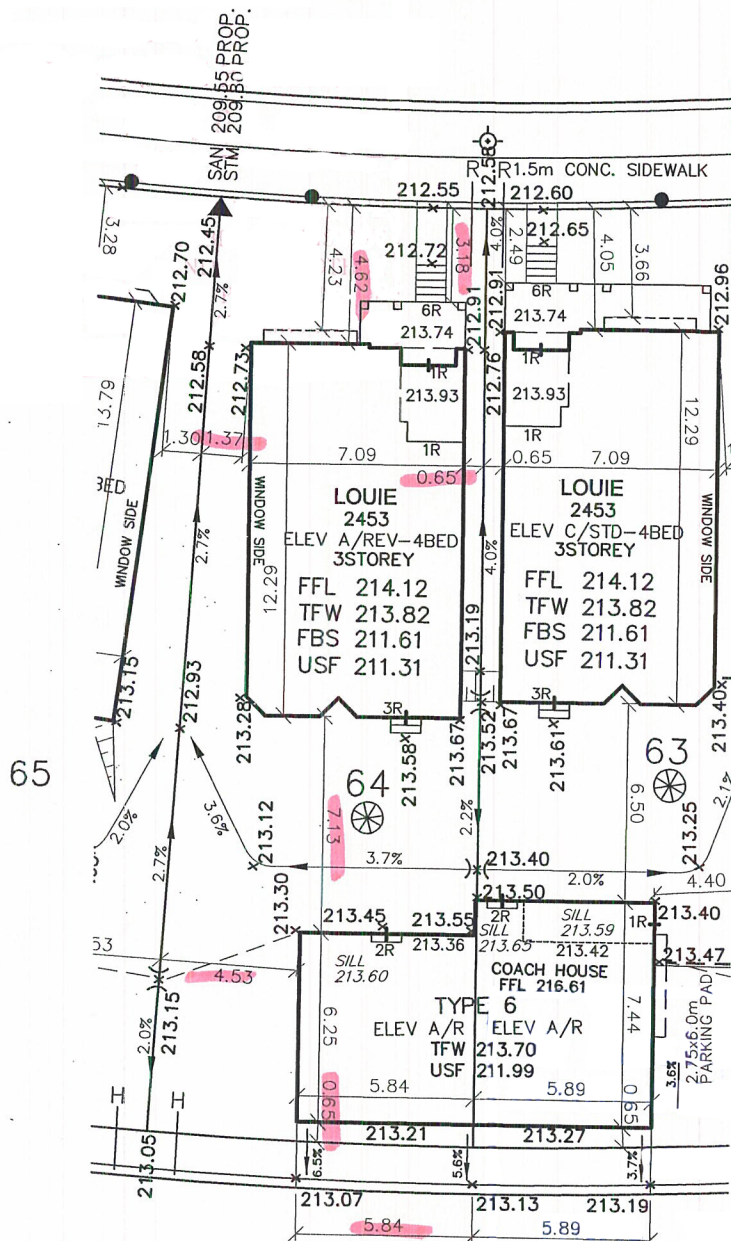 SAN 209.55 PROP.
STM 209.80 PROP.
212.58
R R 1.5m CONC. SIDEWALK
212.55
212.60
3.28
212.70
212.45
4.23
4.62
212.72
3.18
4.0%
2.49
212.65
4.05
3.66
212.96
2.7%
6R
213.74
212.91
212.91
6R
213.74
212.58
212.73
1R
213.93
1R
212.76
1R
213.93
1R
13.79
1.30
1.37
7.09
0.65
0.65
7.09
12.29
BED
WINDOW SIDE
2.7%
WINDOW SIDE
LOUIE
2453
ELEV A/REV-4BED
3STOREY
FFL 214.12
TFW 213.82
FBS 211.61
USF 211.31
12.29
4.0%
LOUIE
2453
ELEV C/STD-4BED
3STOREY
FFL 214.12
TFW 213.82
FBS 211.61
USF 211.31
WINDOW SIDE
213.19
213.15
212.93
213.28
3R
213.58
213.67
213.52
213.67
3R
213.61
213.40
65
64
63
2.0%
2.7%
3.6%
7.13
2.2%
6.50
2.1%
213.12
3.7%
213.40
2.0%
213.25
4.40
213.30
213.45
2R
213.55
213.36
213.50
2R
SILL
213.65
SILL
213.59
213.42
1R
213.40
213.47
53
4.53
SILL
213.60
COACH HOUSE
FFL 216.61
213.15
2.0%
6.25
TYPE 6
ELEV A/R ELEV A/R
TFW 213.70
USF 211.99
7.44
2.75x6.0m
PARKING PAD
3.6%
H
H
0.65
5.84
5.89
0.65
213.05
213.21
213.27
6.5%
5.6%
3.7%
213.07
213.13
213.19
5.84
5.89